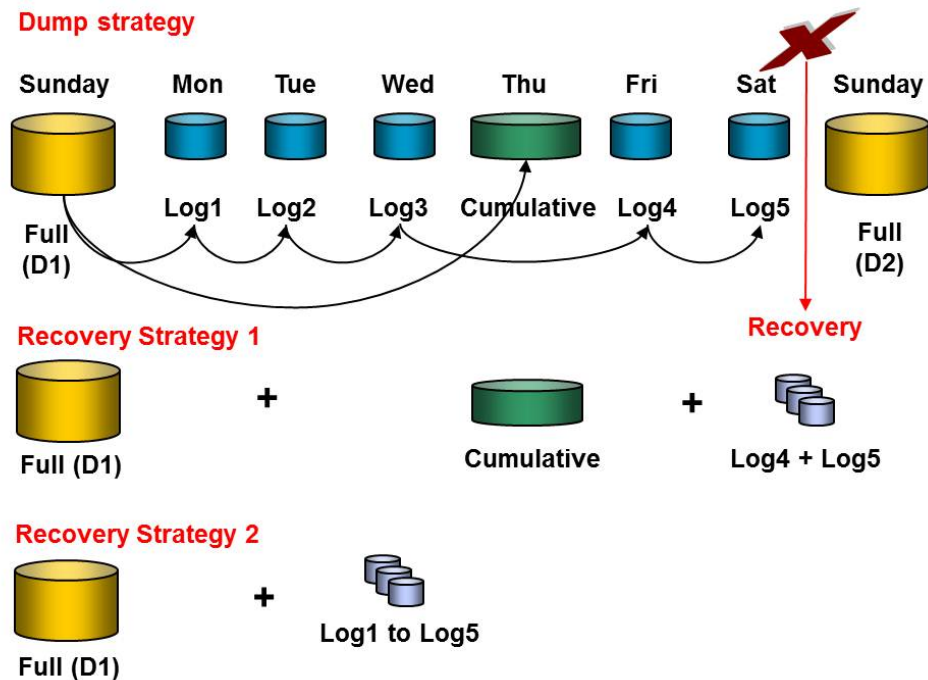 Dump strategy
Sunday Mon Tue Wed Thu Fri Sat Sunday
Log1 Log2 Log3 Cumulative Log4 Log5
Full
(D1)
Full
(D2)
Recovery
Recovery Strategy 1
+ +
Full (D1) Cumulative Log4 + Log5
Recovery Strategy 2
+
Log1 to Log5
Full (D1)